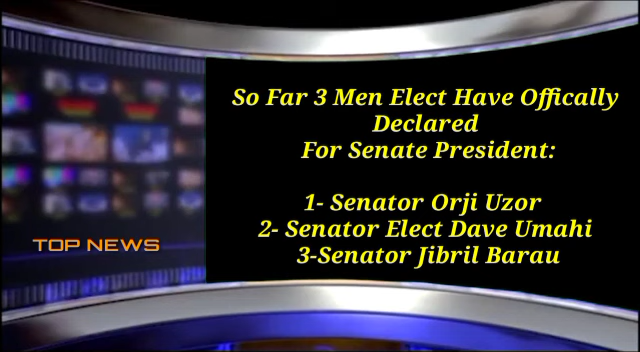 So Far 3 Men Elect Have Offically
Declared
For Senate President:
1- Senator Orji Uzor
2- Senator Elect Dave Umahi
3-Senator Jibril Barau
TOP NEWS